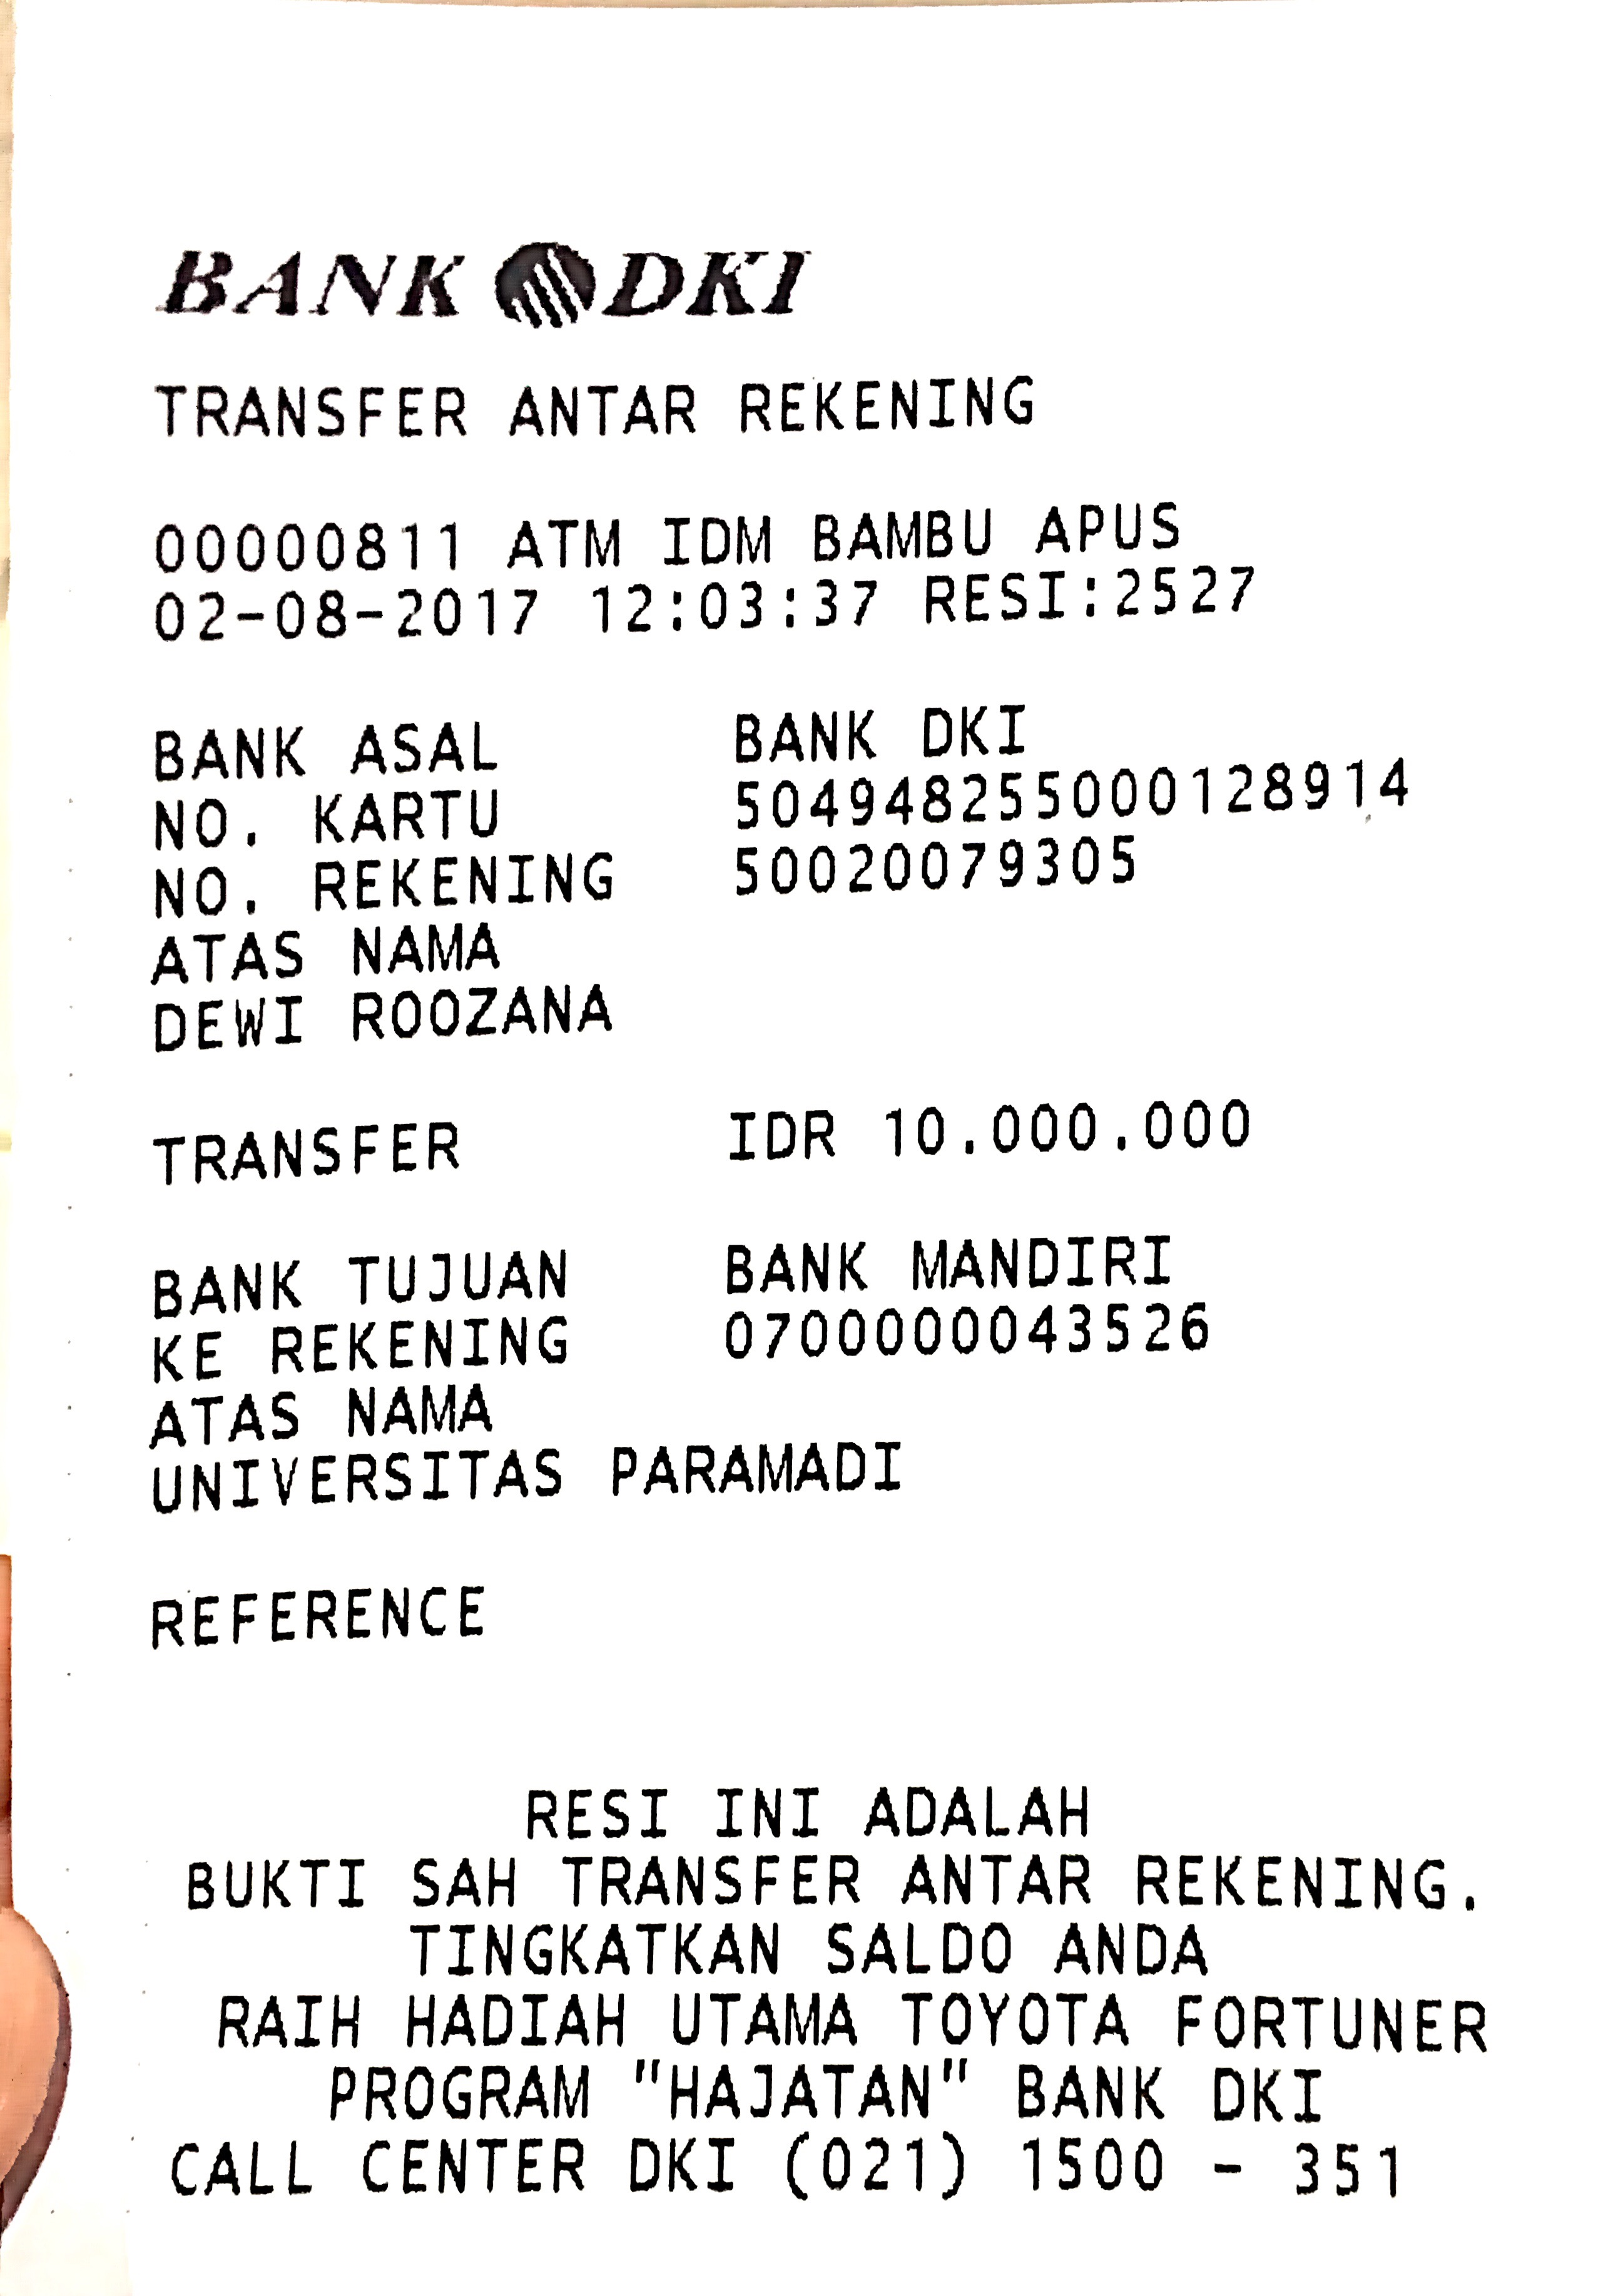 BANK DKI
TRANSFER ANTAR REKENING
00000811 ATM IDM BAMBU APUS
02-08-2017 12:03:37 RESI:2527
BANK ASAL BANK DKI
NO. KARTU 504948255000128914
NO. REKENING 50020079305
ATAS NAMA
DEWI ROOZANA
TRANSFER IDR 10.000.000
BANK TUJUAN BANK MANDIRI
KE REKENING 0700000043526
ATAS NAMA
UNIVERSITAS PARAMADI
REFERENCE
RESI INI ADALAH
BUKTI SAH TRANSFER ANTAR REKENING.
TINGKATKAN SALDO ANDA
RAIH HADIAH UTAMA TOYOTA FORTUNER
PROGRAM "HAJATAN" BANK DKI
CALL CENTER DKI (021) 1500 - 351